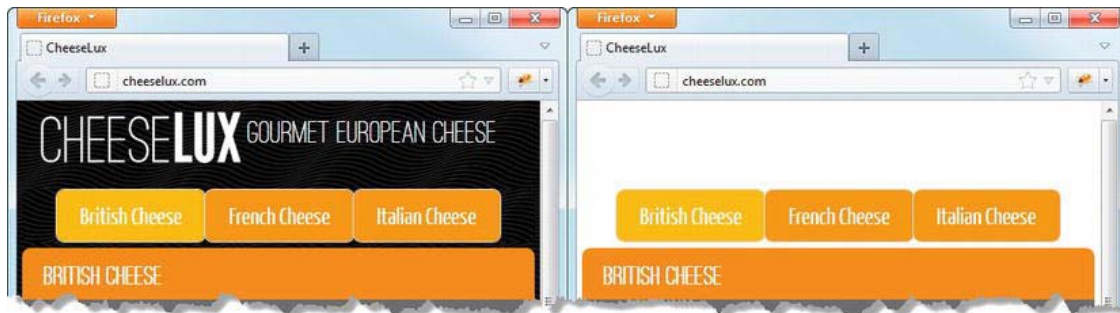 Firefox
CheeseLux
cheeselux.com
CHEESELUX GOURMET EUROPEAN CHEESE
British Cheese French Cheese Italian Cheese
BRITISH CHEESE
Firefox
CheeseLux
cheeselux.com
British Cheese French Cheese Italian Cheese
BRITISH CHEESE